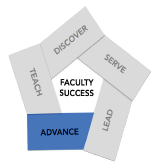 DISCOVER
SERVE
TEACH
FACULTY
SUCCESS
LEAD
ADVANCE